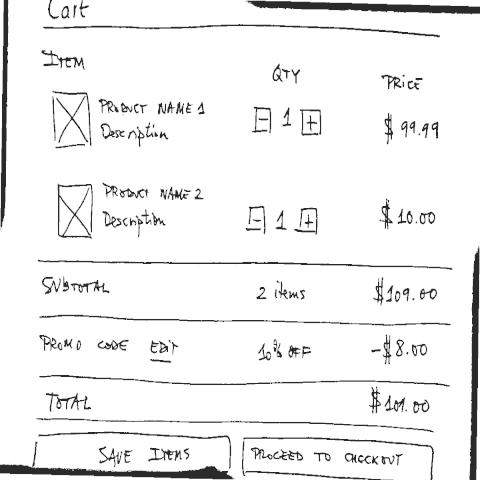 Cart
ITEM QTY PRICE
PRODUCT NAME 1
Description
- 1 +
$99.99
PRODUCT NAME 2
Description
- 1 +
$10.00
SUBTOTAL 2 items $109.00
PROMO CODE EDIT 10% OFF -$8.00
TOTAL $101.00
SAVE ITEMS PROCEED TO CHECKOUT